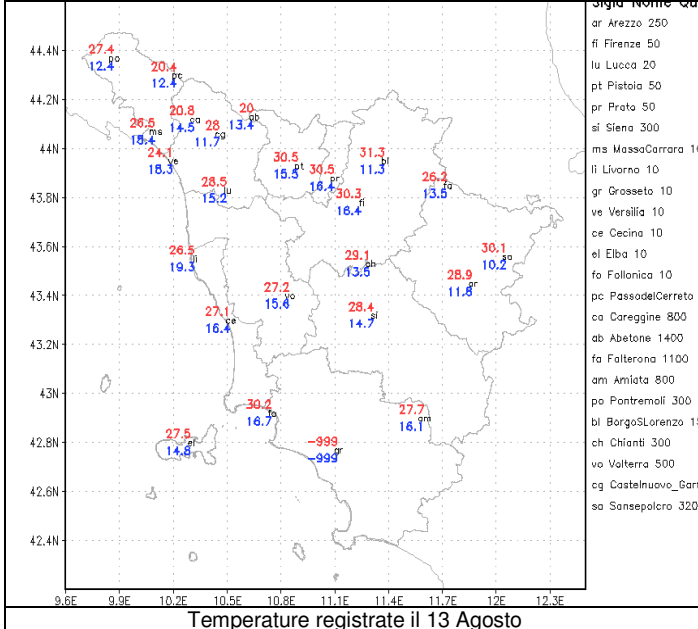 Sigla Nome Qu
ar Arezzo 250
fi Firenze 50
lu Lucca 20
pt Pistoia 50
pr Prato 50
si Siena 300
ms MassaCarrara 10
li Livorno 10
gr Grosseto 10
ve Versilia 10
ce Cecina 10
el Elba 10
fo Follonica 10
pc PassodelCerreto
ca Careggine 800
ab Abetone 1400
fa Falterona 1100
am Amiata 800
po Pontremoli 300
bl BorgoSLorenzo 15
ch Chianti 300
vo Volterra 500
cg Castelnuovo_Garf
sa Sansepolcro 320
44.4N
44.2N
44N
43.8N
43.6N
43.4N
43.2N
43N
42.8N
42.6N
42.4N
27.4
po
12.4
20.4
pc
12.4
20.8
ca
14.5
20
ab
13.4
28
cg
11.7
26.5
ms
18.4
24.1
ve
18.3
30.5
pt
15.5
30.5
pr
16.4
31.3
bl
11.3
26.2
fa
13.5
28.5
lu
15.2
30.3
fi
16.4
26.5
li
19.3
29.1
ch
13.5
30.1
sa
10.2
28.9
ar
11.8
27.2
vo
15.6
28.4
si
14.7
27.1
ce
16.4
30.2
fo
16.7
27.7
am
16.1
27.5
el
14.8
-999
gr
-999
9.6E 9.9E 10.2E 10.5E 10.8E 11.1E 11.4E 11.7E 12E 12.3E
Temperature registrate il 13 Agosto